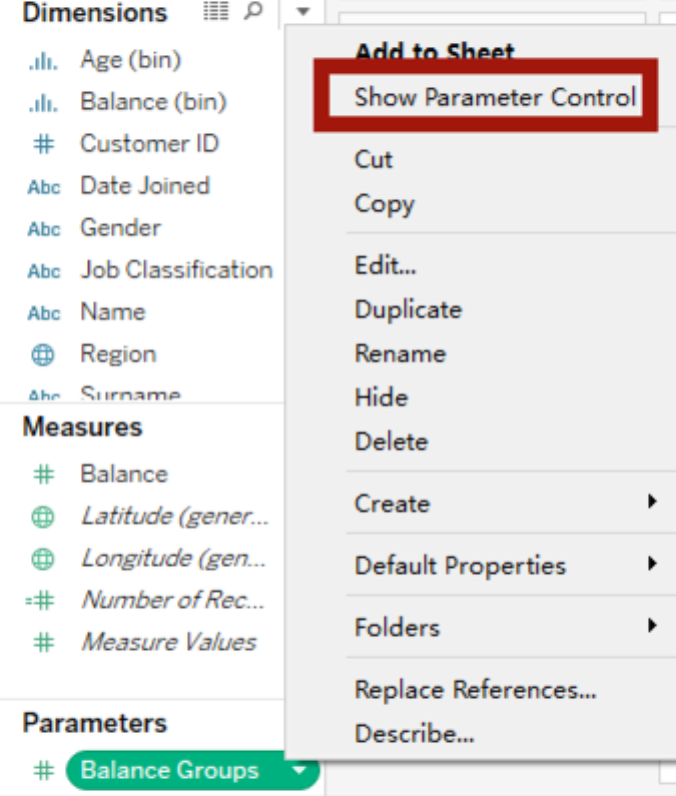 Dimensions
Age (bin)
Balance (bin)
# Customer ID
Abc Date Joined
Abc Gender
Abc Job Classification
Abc Name
Region
Abc Surname
Measures
# Balance
Latitude (gener...
Longitude (gen...
=# Number of Rec...
# Measure Values
Parameters
# Balance Groups
Add to Sheet
Show Parameter Control
Cut
Copy
Edit...
Duplicate
Rename
Hide
Delete
Create
Default Properties
Folders
Replace References...
Describe...